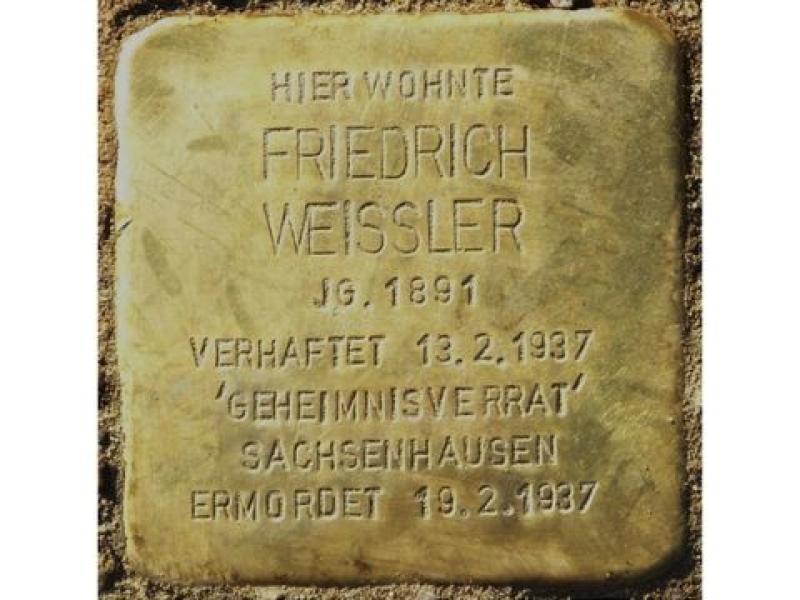 HIER WOHNTE
FRIEDRICH
WEISSLER
JG. 1891
VERHAFTET 13.2.1937
'GEHEIMNISVERRAT'
SACHSENHAUSEN
ERMORDET 19.2.1937